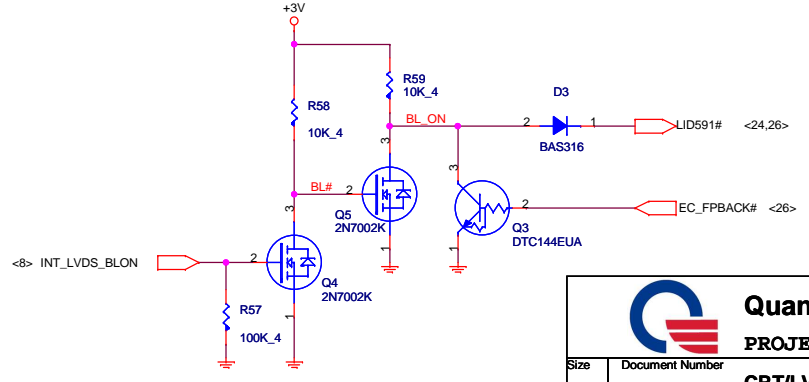 +3V
R59
10K_4
D3
R58
10K_4
BL_ON
2
1
LID591# <24,26>
BAS316
3
3
BL#
2
2
EC_FPBACK# <26>
Q5
2N7002K
Q3
DTC144EUA
3
1
1
<8> INT_LVDS_BLON
2
Q4
2N7002K
R57
100K_4
1
Quan
PROJE
Size
Document Number
CRT/LV